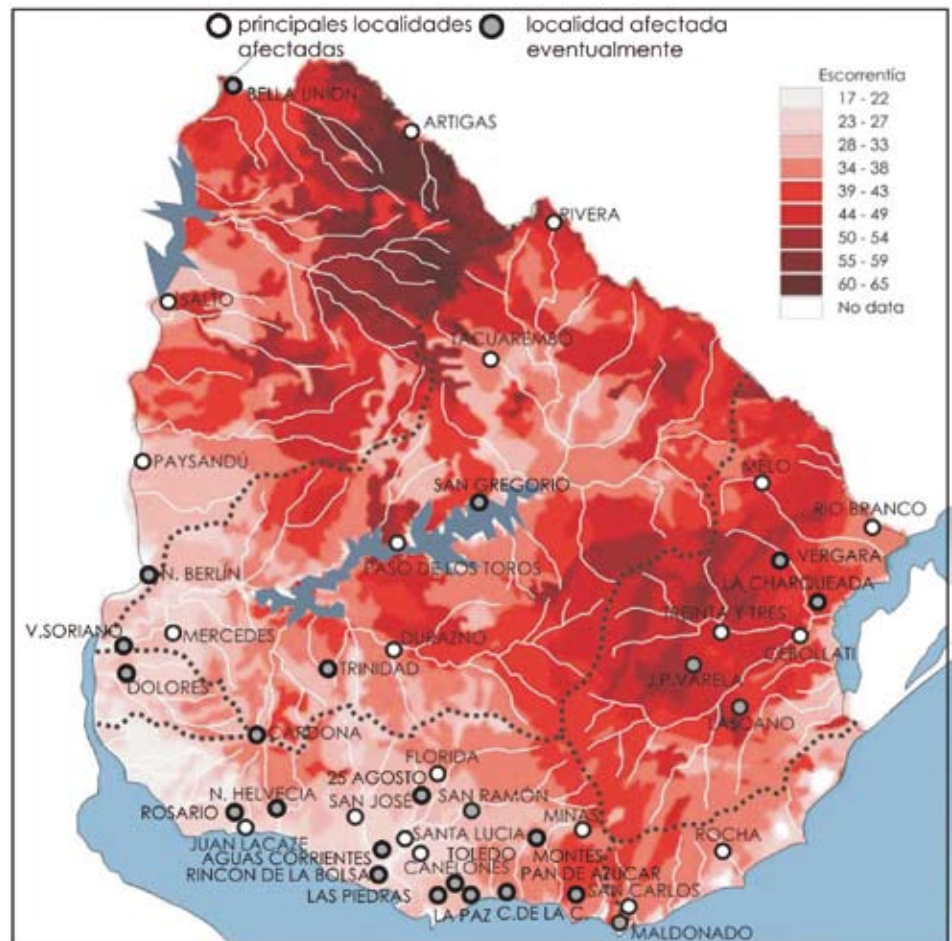 principales localidades
afectadas
localidad afectada
eventualmente
Escorrentía
17 - 22
23 - 27
28 - 33
34 - 38
39 - 43
44 - 49
50 - 54
55 - 59
60 - 65
No data
BELLA UNION
ARTIGAS
RIVERA
SALTO
TACUAREMBO
PAYSANDÚ
MELO
SAN GREGORIO
RIO BRANCO
PASO DE LOS TOROS
VERGARA
N. BERLÍN
LA CHARQUEADA
TREINTA Y TRES
V.SORIANO
MERCEDES
DURAZNO
CEBOLLATI
TRINIDAD
J.P.VARELA
DOLORES
LASCANO
CARDONA
FLORIDA
25 AGOSTO
N. HELVECIA
SAN JOSE
SAN RAMÓN
ROSARIO
MINAS
JUAN LACAZE
SANTA LUCIA
ROCHA
AGUAS CORRIENTES
TOLEDO
MONTES
RINCÓN DE LA BOLSA
CANELONES
PAN DE AZUCAR
LAS PIEDRAS
SAN CARLOS
LA PAZ
C.DE LA C.
MALDONADO